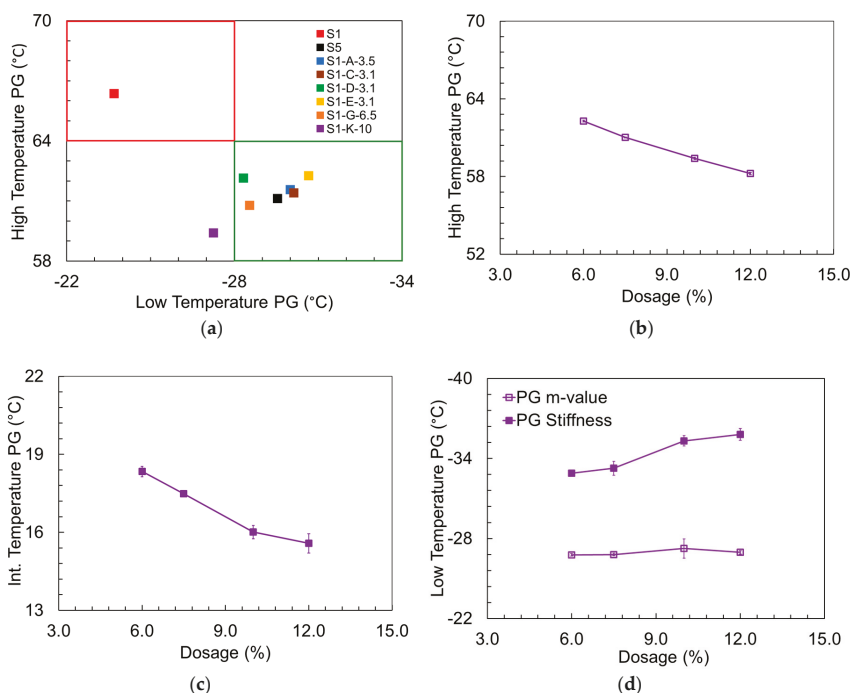 High Temperature PG (°C)
70
64
58
-22
-28
-34
Low Temperature PG (°C)
S1
S5
S1-A-3.5
S1-C-3.1
S1-D-3.1
S1-E-3.1
S1-G-6.5
S1-K-10
(a)
High Temperature PG (°C)
70
64
58
52
3.0
6.0
9.0
12.0
15.0
Dosage (%)
(b)
Int. Temperature PG (°C)
22
19
16
13
3.0
6.0
9.0
12.0
15.0
Dosage (%)
(c)
Low Temperature PG (°C)
-40
-34
-28
-22
PG m-value
PG Stiffness
3.0
6.0
9.0
12.0
15.0
Dosage (%)
(d)